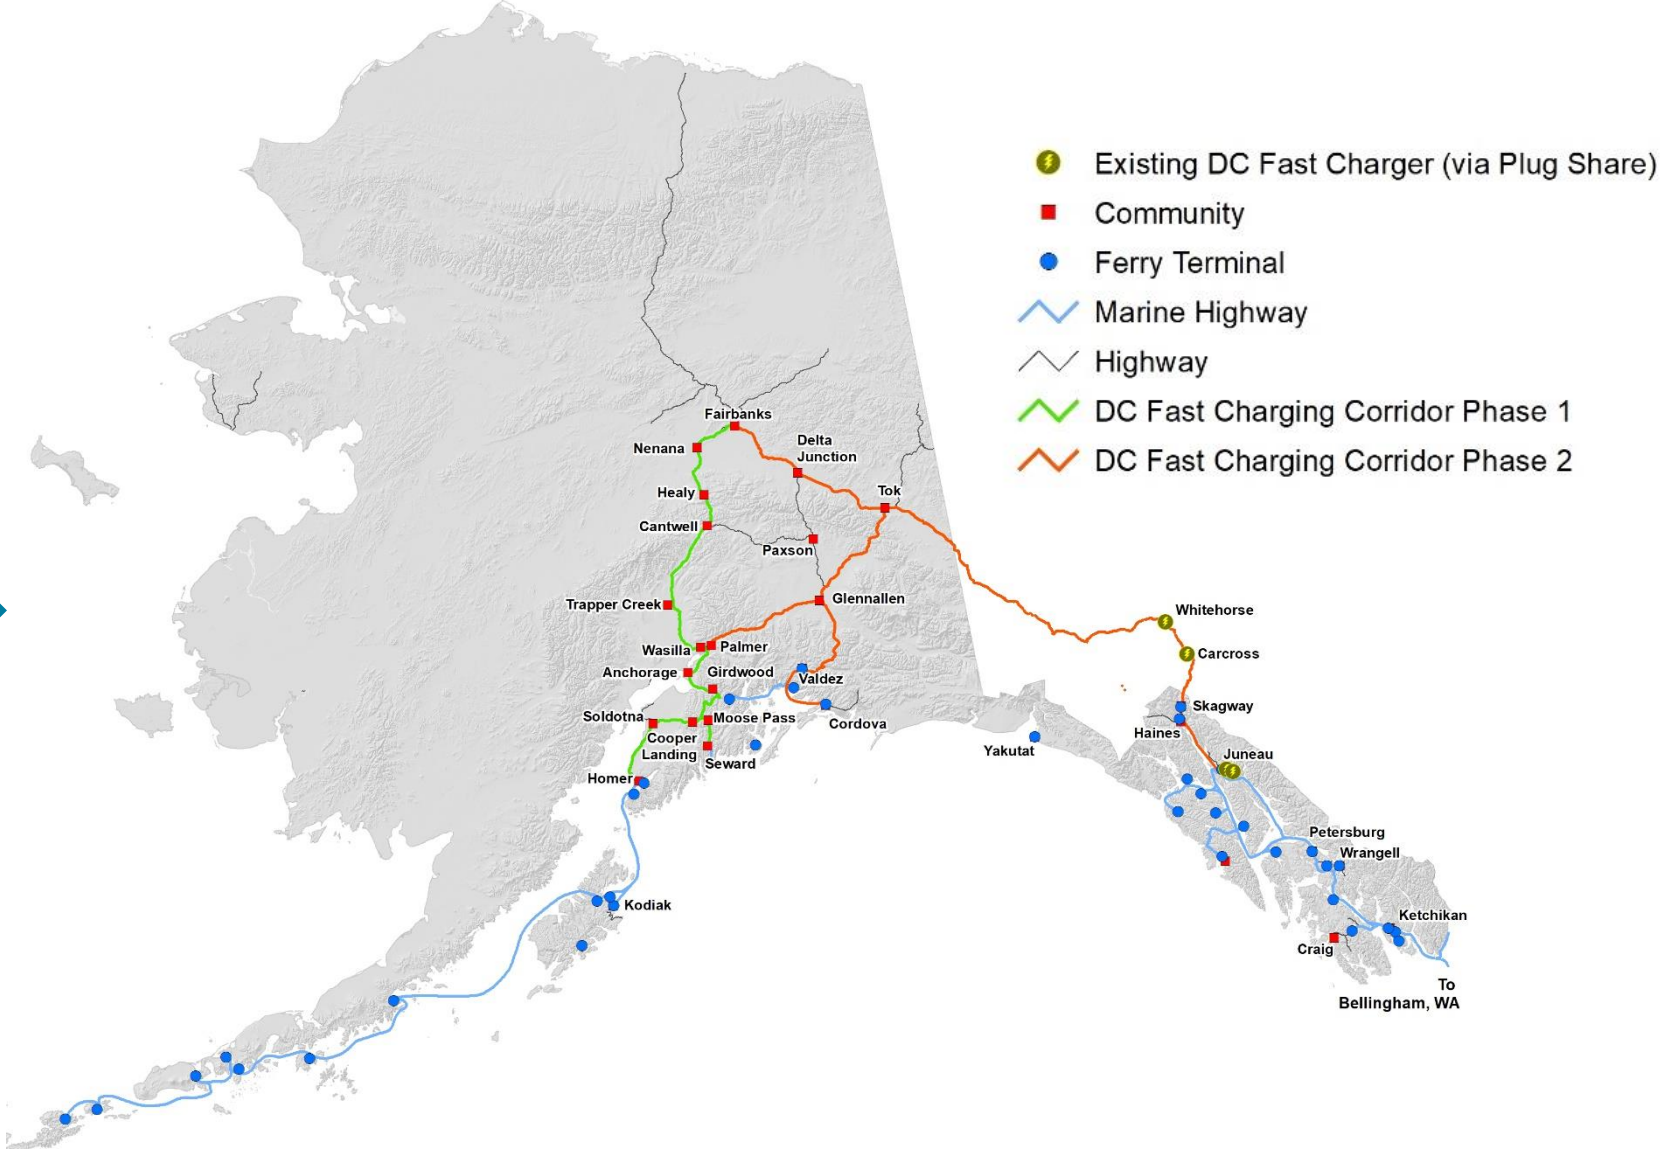 Existing DC Fast Charger (via Plug Share)
Community
Ferry Terminal
Marine Highway
Highway
DC Fast Charging Corridor Phase 1
DC Fast Charging Corridor Phase 2
Fairbanks
Nenana
Delta
Junction
Healy
Tok
Cantwell
Paxson
Trapper Creek
Glennallen
Whitehorse
Wasilla
Palmer
Carcross
Anchorage
Girdwood
Valdez
Soldotna
Moose Pass
Cordova
Skagway
Haines
Cooper
Landing
Seward
Yakutat
Juneau
Homer
Petersburg
Wrangell
Kodiak
Ketchikan
Craig
To
Bellingham, WA